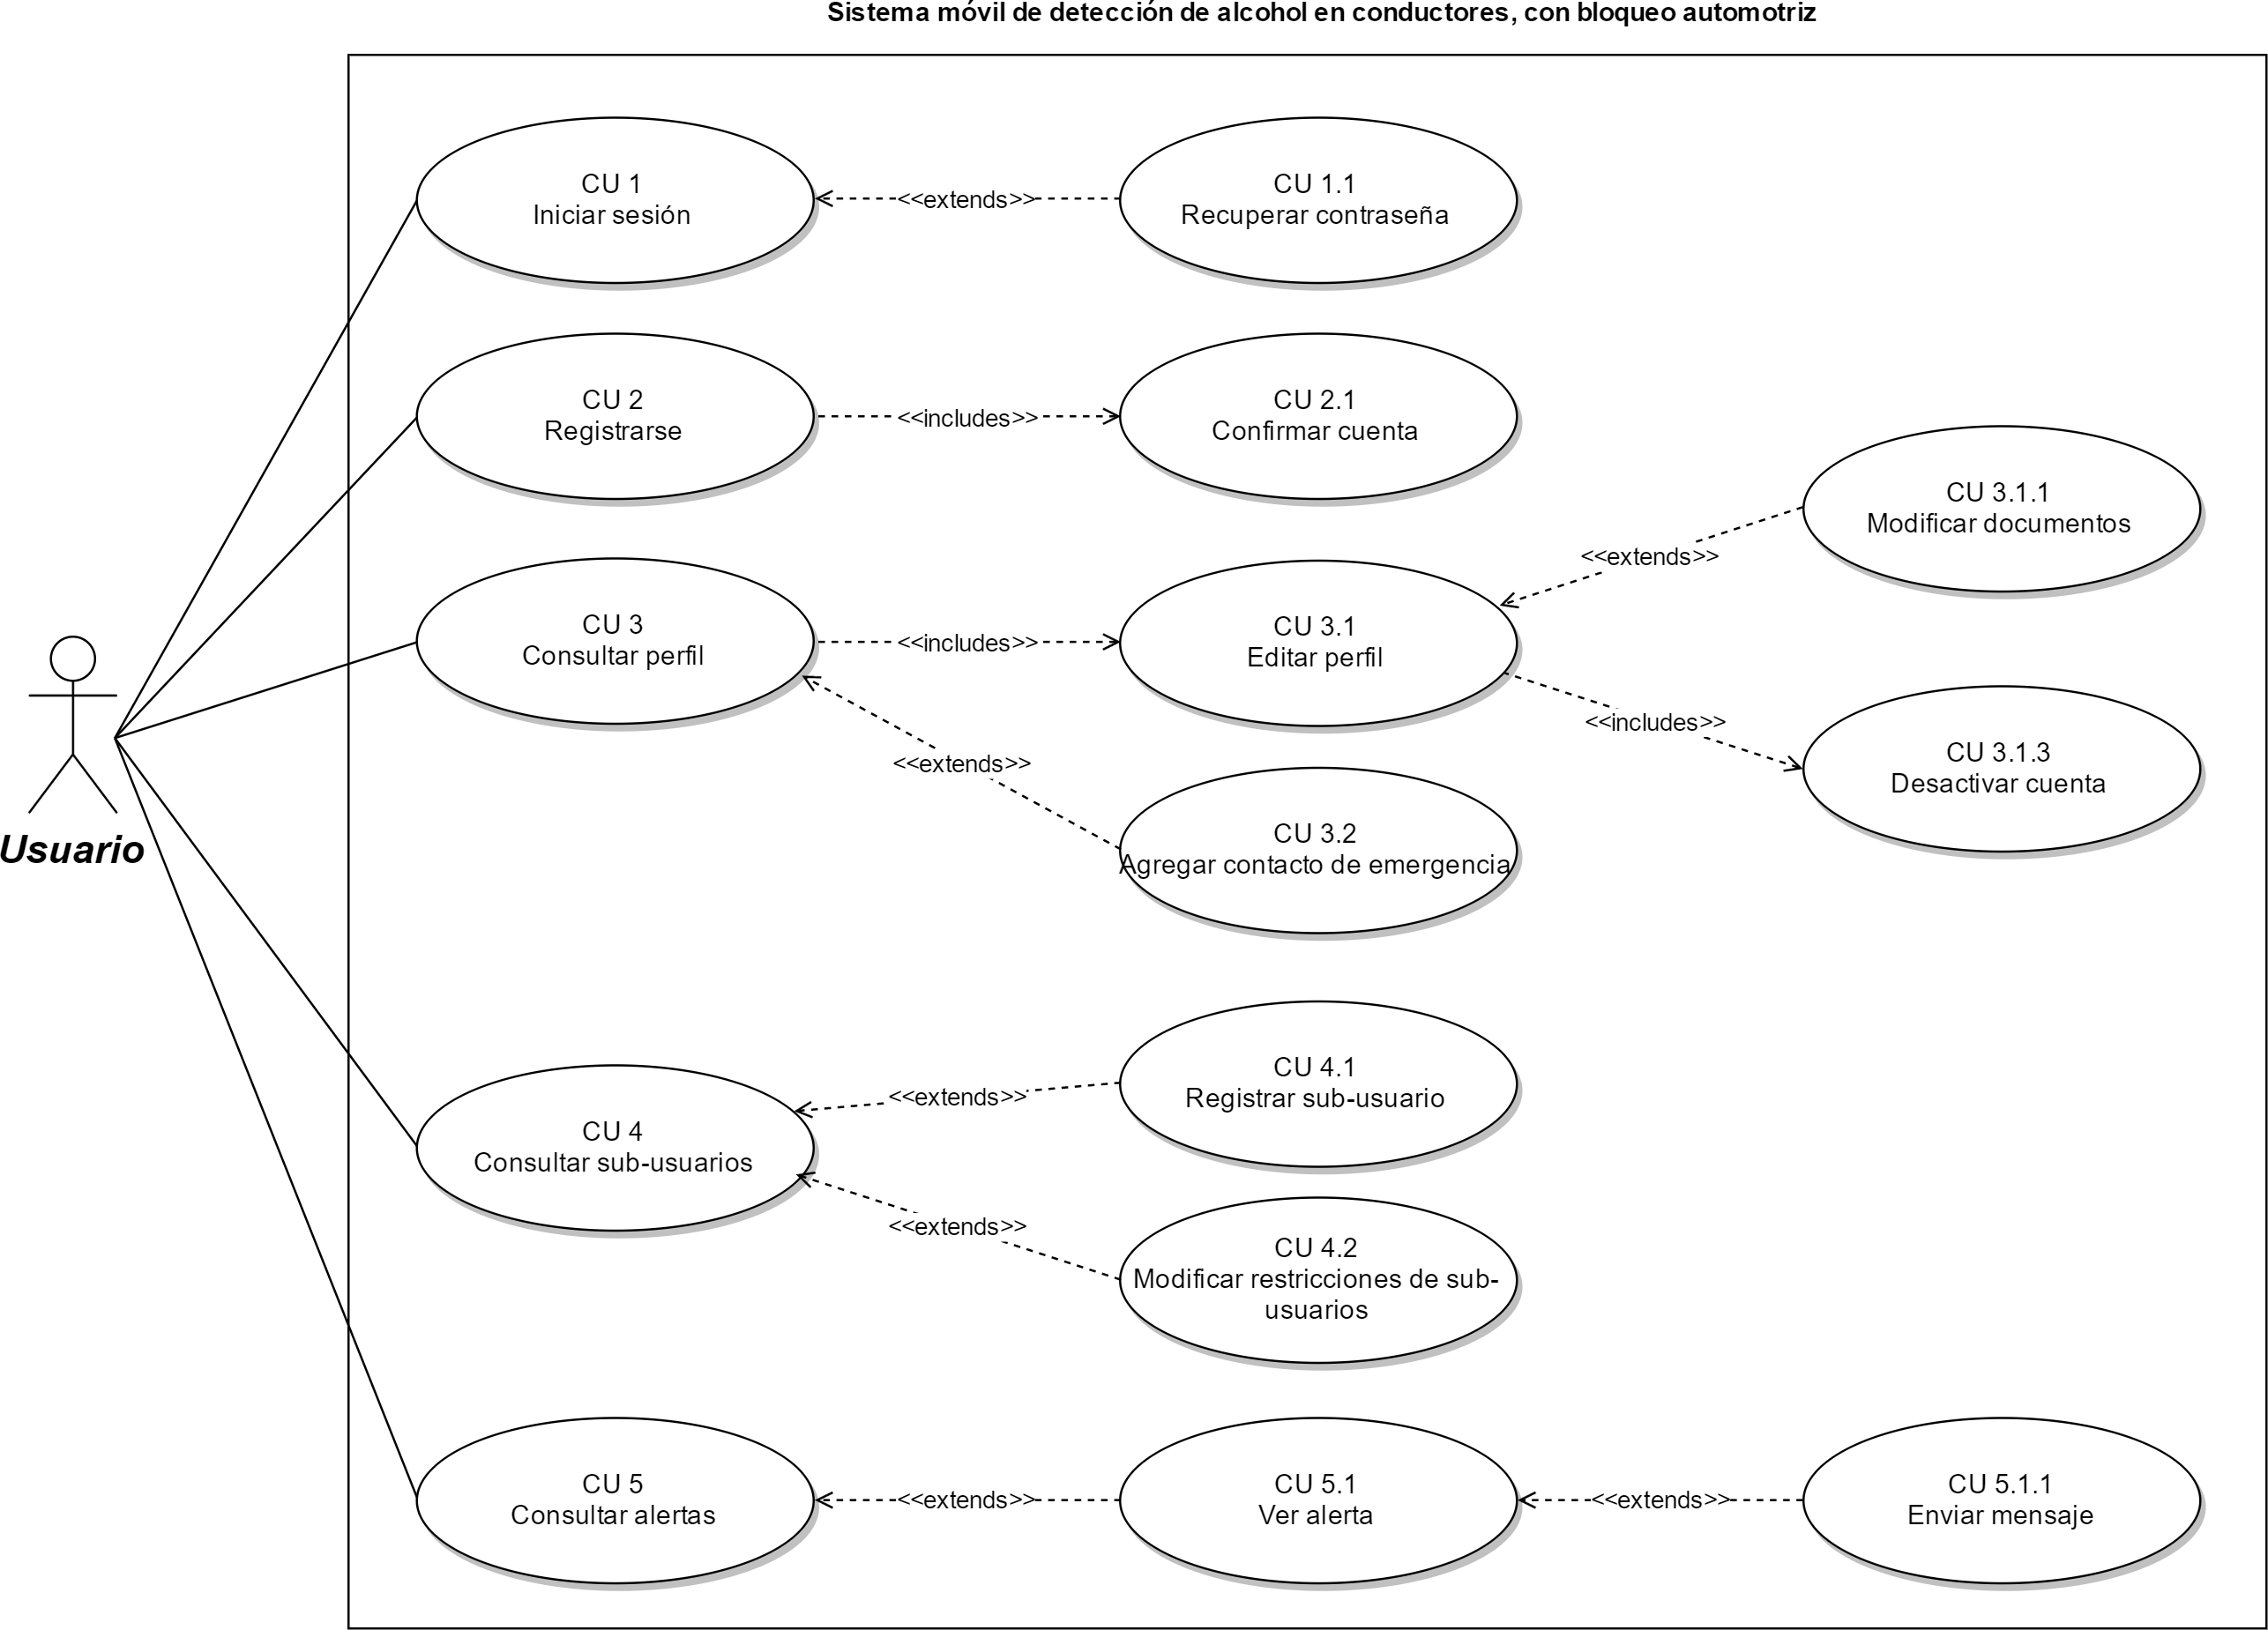 Sistema móvil de detección de alcohol en conductores, con bloqueo automotriz
CU 1
Iniciar sesión
<<extends>>
CU 1.1
Recuperar contraseña
CU 2
Registrarse
<<includes>>
CU 2.1
Confirmar cuenta
CU 3
Consultar perfil
<<includes>>
CU 3.1
Editar perfil
<<extends>>
CU 3.1.1
Modificar documentos
<<includes>>
CU 3.1.3
Desactivar cuenta
<<extends>>
CU 3.2
Agregar contacto de emergencia
Usuario
CU 4
Consultar sub-usuarios
<<extends>>
CU 4.1
Registrar sub-usuario
<<extends>>
CU 4.2
Modificar restricciones de sub-
usuarios
CU 5
Consultar alertas
<<extends>>
CU 5.1
Ver alerta
<<extends>>
CU 5.1.1
Enviar mensaje